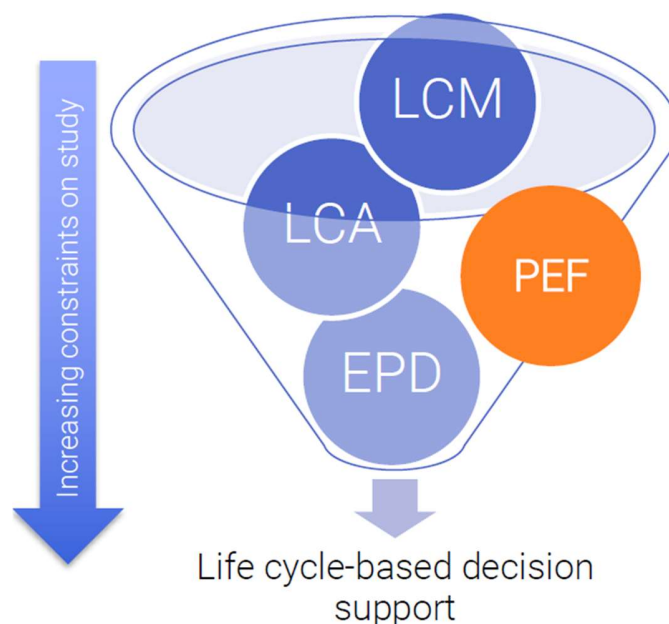 Increasing constraints on study
LCM
LCA
PEF
EPD
Life cycle-based decision
support